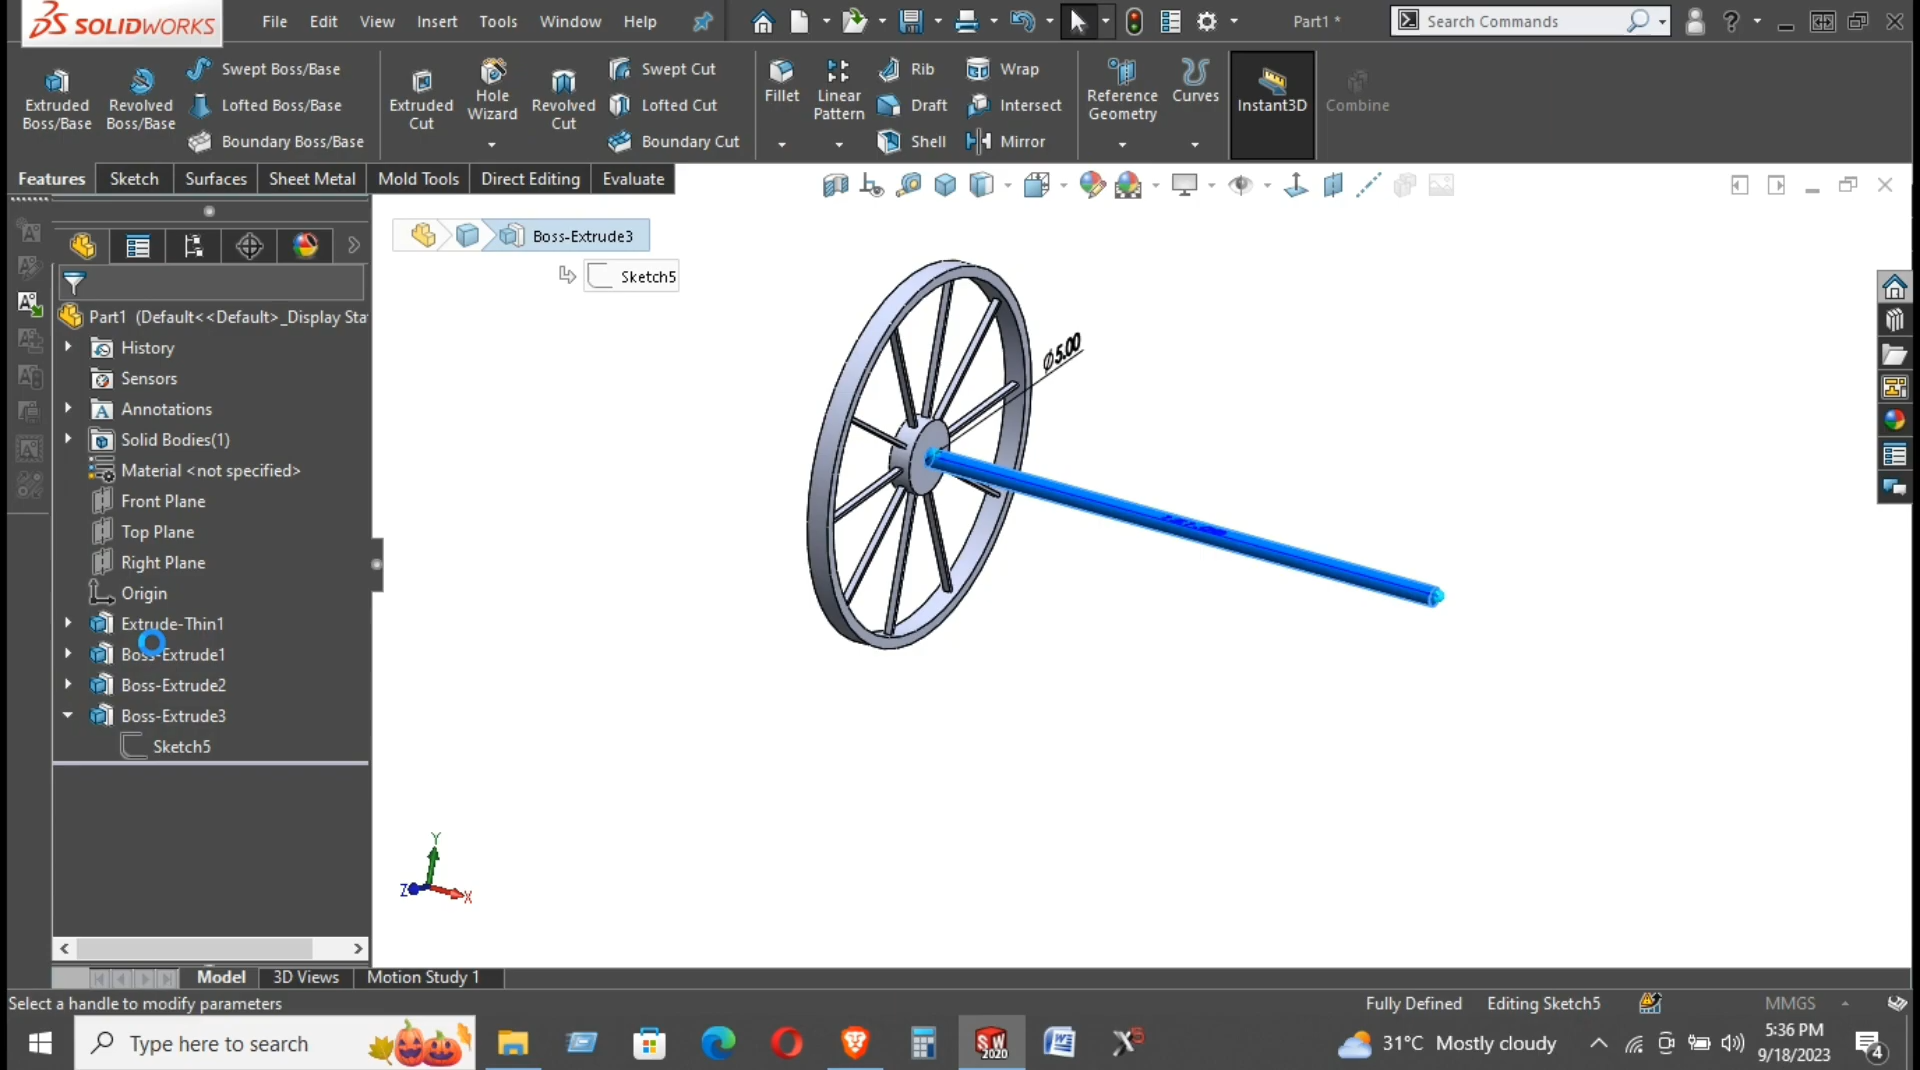 SOLIDWORKS
File Edit View Insert Tools Window Help
Part1 *
Search Commands
Extruded Boss/Base
Revolved Boss/Base
Swept Boss/Base
Lofted Boss/Base
Boundary Boss/Base
Extruded Cut
Hole Wizard
Revolved Cut
Swept Cut
Lofted Cut
Boundary Cut
Fillet
Linear Pattern
Rib
Draft
Shell
Wrap
Intersect
Mirror
Reference Geometry
Curves
Instant3D
Combine
Features Sketch Surfaces Sheet Metal Mold Tools Direct Editing Evaluate
Boss-Extrude3
Sketch5
Part1 (Default<<Default>_Display Sta
History
Sensors
Annotations
Solid Bodies(1)
Material <not specified>
Front Plane
Top Plane
Right Plane
Origin
Extrude-Thin1
Boss-Extrude1
Boss-Extrude2
Boss-Extrude3
Sketch5
Ø5.00
Y
Z
X
Model 3D Views Motion Study 1
Select a handle to modify parameters
Fully Defined Editing Sketch5 MMGS
Type here to search
SW 2020
31°C Mostly cloudy
5:36 PM
9/18/2023
4